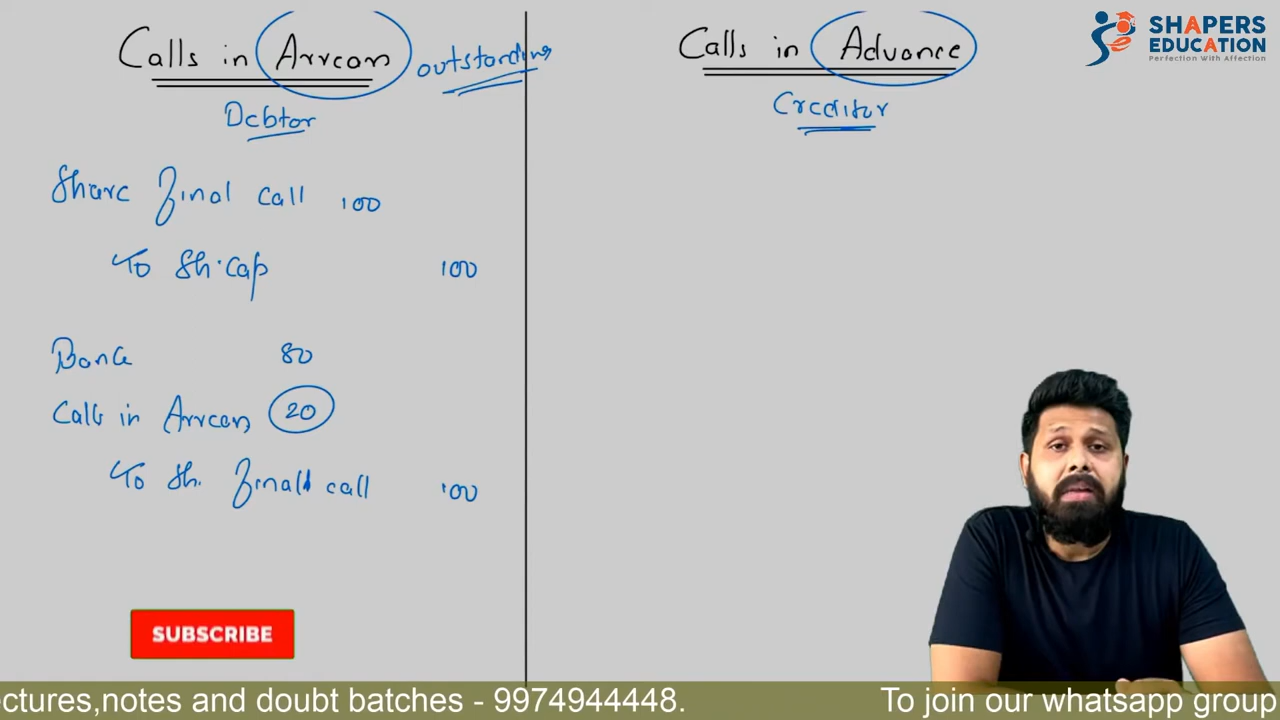 Calls in Arrears outstanding
Debtor
Share final call 100
To Sh. cap 100
Bank 80
Calls in Arrears 20
To Sh. final call 100
Calls in Advance
Creditor
SHAPERS
EDUCATION
Perfection With Affection
SUBSCRIBE
ctures,notes and doubt batches - 9974944448. To join our whatsapp group